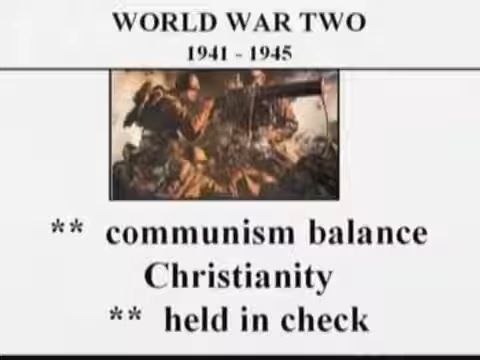 WORLD WAR TWO
1941 - 1945
** communism balance
Christianity
** held in check